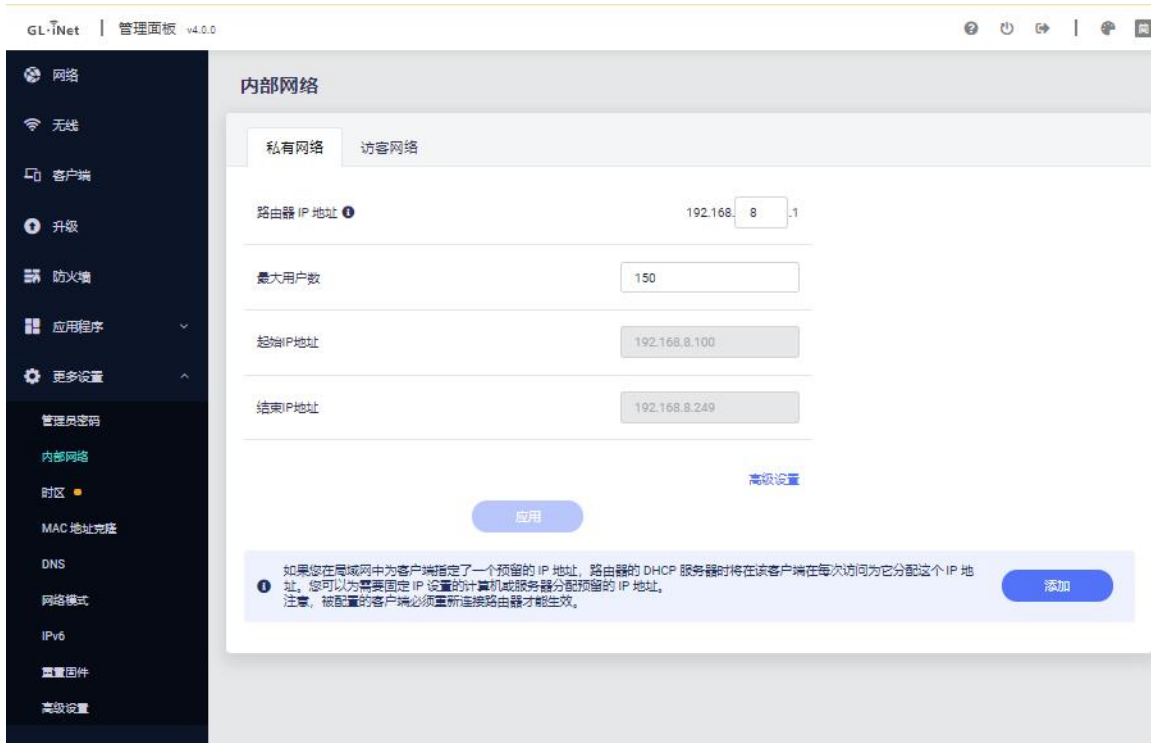 GL·iNet | 管理面板 v4.0.0
简
网络
无线
客户端
升级
防火墙
应用程序
更多设置
管理员密码
内部网络
时区
MAC 地址克隆
DNS
网络模式
IPv6
重置固件
高级设置
内部网络
私有网络 访客网络
路由器 IP 地址 192.168. 8 .1
最大用户数 150
起始IP地址 192.168.8.100
结束IP地址 192.168.8.249
高级设置
应用
如果您在局域网中为客户端指定了一个预留的 IP 地址，路由器的 DHCP 服务器时将在该客户端在每次访问为它分配这个 IP 地
址。您可以为需要固定 IP 设置的计算机或服务器分配预留的 IP 地址。
注意，被配置的客户端必须重新连接路由器才能生效。
添加